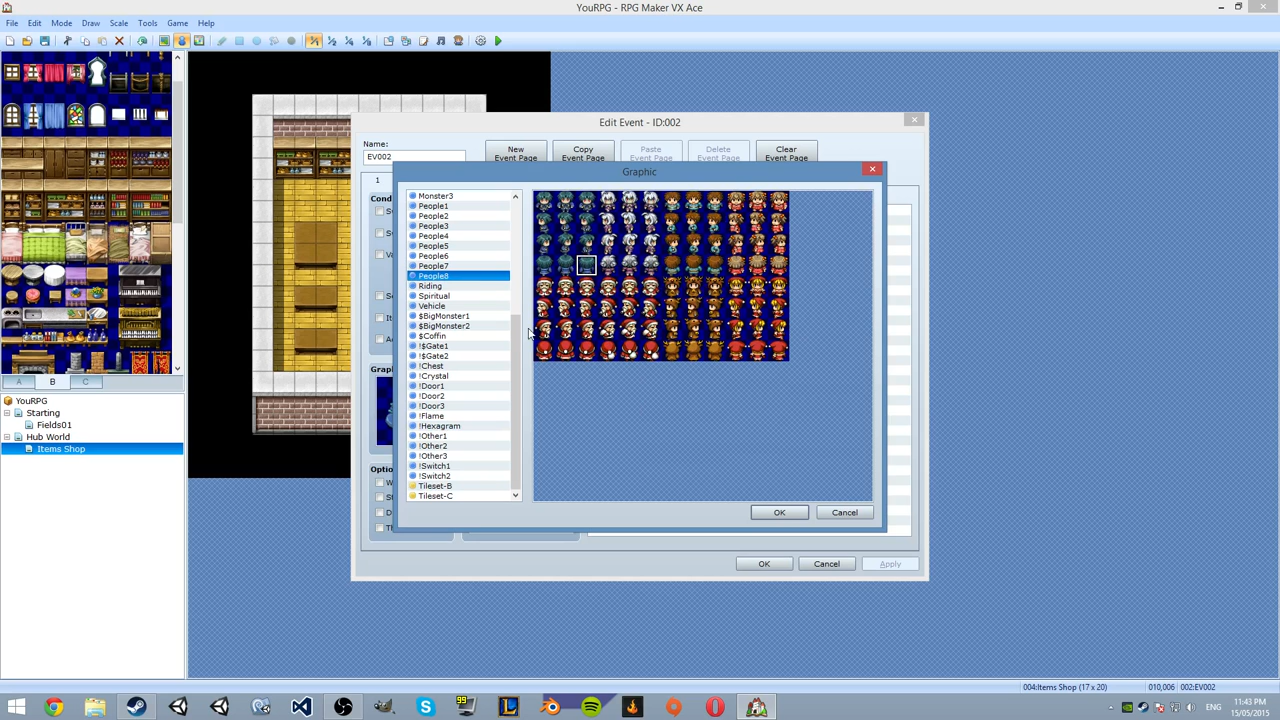 YouRPG - RPG Maker VX Ace
File Edit Mode Draw Scale Tools Game Help
Edit Event - ID:002
Name:
EV002
New Event Page
Copy Event Page
Paste Event Page
Delete Event Page
Clear Event Page
1
Graphic
Monster3
People1
People2
People3
People4
People5
People6
People7
People8
Riding
Spiritual
Vehicle
$BigMonster1
$BigMonster2
$Coffin
!$Gate1
!$Gate2
!Chest
!Crystal
!Door1
!Door2
!Door3
!Flame
!Hexagram
!Other1
!Other2
!Other3
!Switch1
!Switch2
Tileset-B
Tileset-C
OK Cancel
OK Cancel Apply
A B C
YouRPG
Starting
Fields01
Hub World
Items Shop
004:Items Shop (17 x 20) 010,006 002:EV002
ENG
11:43 PM
15/05/2015